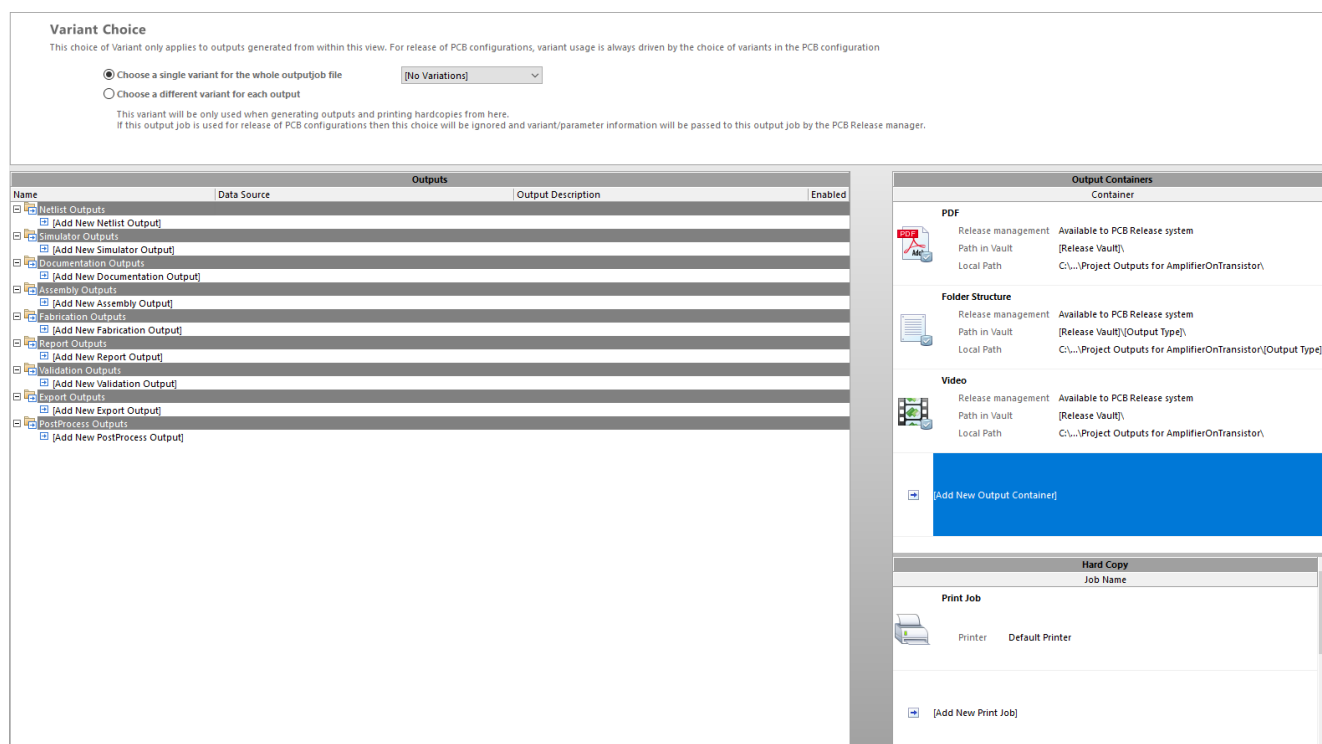 Variant Choice
This choice of Variant only applies to outputs generated from within this view. For release of PCB configurations, variant usage is always driven by the choice of variants in the PCB configuration
Choose a single variant for the whole outputjob file [No Variations]
Choose a different variant for each output
This variant will be only used when generating outputs and printing hardcopies from here.
If this output job is used for release of PCB configurations then this choice will be ignored and variant/parameter information will be passed to this output job by the PCB Release manager.
Outputs
Name Data Source Output Description Enabled
Netlist Outputs
[Add New Netlist Output]
Simulator Outputs
[Add New Simulator Output]
Documentation Outputs
[Add New Documentation Output]
Assembly Outputs
[Add New Assembly Output]
Fabrication Outputs
[Add New Fabrication Output]
Report Outputs
[Add New Report Output]
Validation Outputs
[Add New Validation Output]
Export Outputs
[Add New Export Output]
PostProcess Outputs
[Add New PostProcess Output]
Output Containers
Container
PDF
PDF
Release management Available to PCB Release system
Path in Vault [Release Vault]\
Local Path C:\...\Project Outputs for AmplifierOnTransistor\
Folder Structure
Release management Available to PCB Release system
Path in Vault [Release Vault]\[Output Type]\
Local Path C:\...\Project Outputs for AmplifierOnTransistor\[Output Type]
Video
Release management Available to PCB Release system
Path in Vault [Release Vault]\
Local Path C:\...\Project Outputs for AmplifierOnTransistor\
[Add New Output Container]
Hard Copy
Job Name
Print Job
Printer Default Printer
[Add New Print Job]